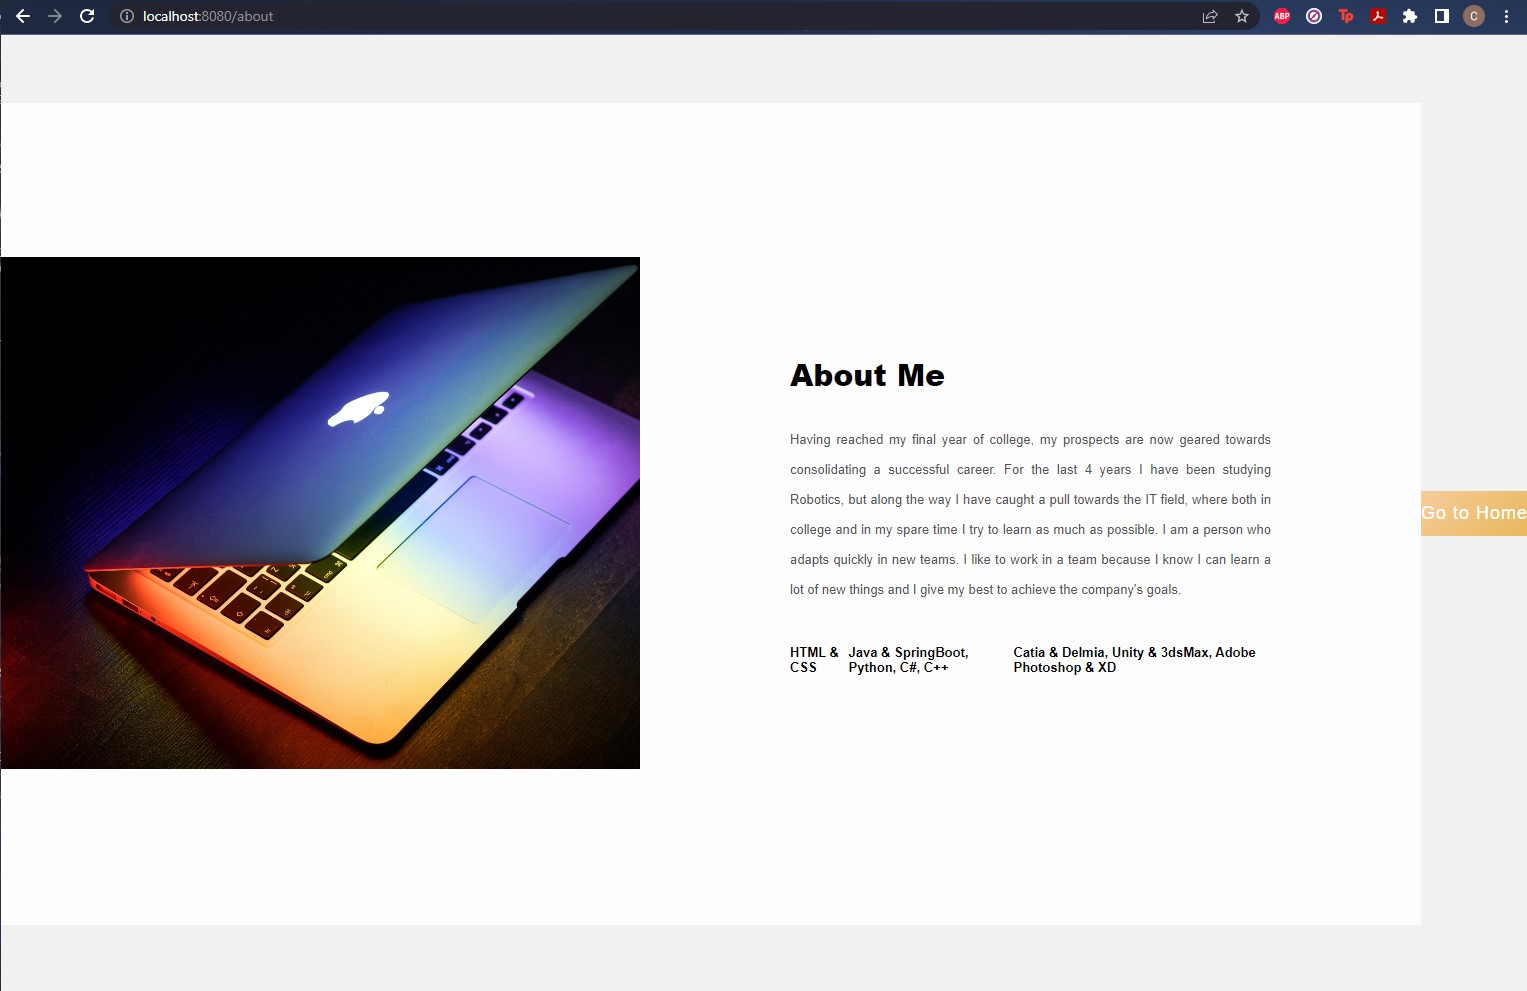 localhost:8080/about
ABP
Tp
C
About Me
Having reached my final year of college, my prospects are now geared towards
consolidating a successful career. For the last 4 years I have been studying
Robotics, but along the way I have caught a pull towards the IT field, where both in
college and in my spare time I try to learn as much as possible. I am a person who
adapts quickly in new teams. I like to work in a team because I know I can learn a
lot of new things and I give my best to achieve the company's goals.
HTML &
CSS
Java & SpringBoot,
Python, C#, C++
Catia & Delmia, Unity & 3dsMax, Adobe
Photoshop & XD
Go to Home